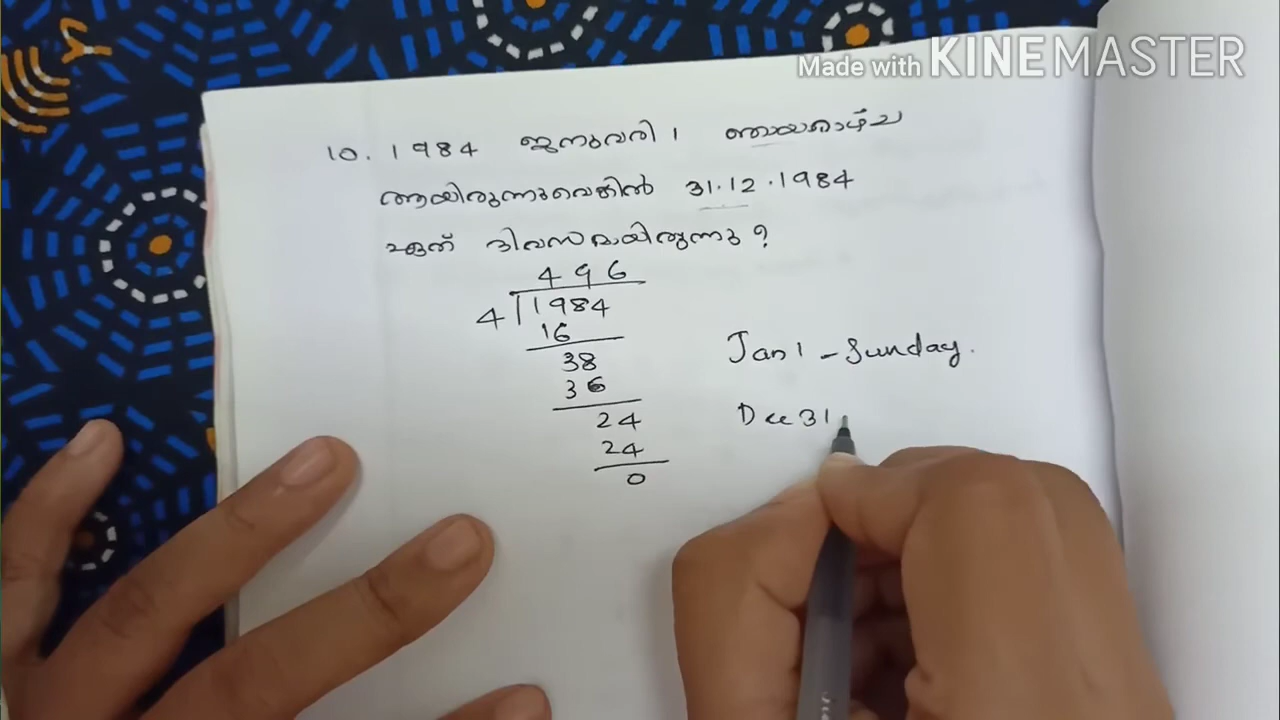 Made with KINEMASTER
10. 1984 ജനുവരി 1 ഞായറാഴ്ച
ആയിരുന്നുവെങ്കിൽ 31.12.1984
ഏത് ദിവസമായിരുന്നു ?
496
4 1984
16
38
36
24
24
0
Jan 1 - Sunday.
Dec 31